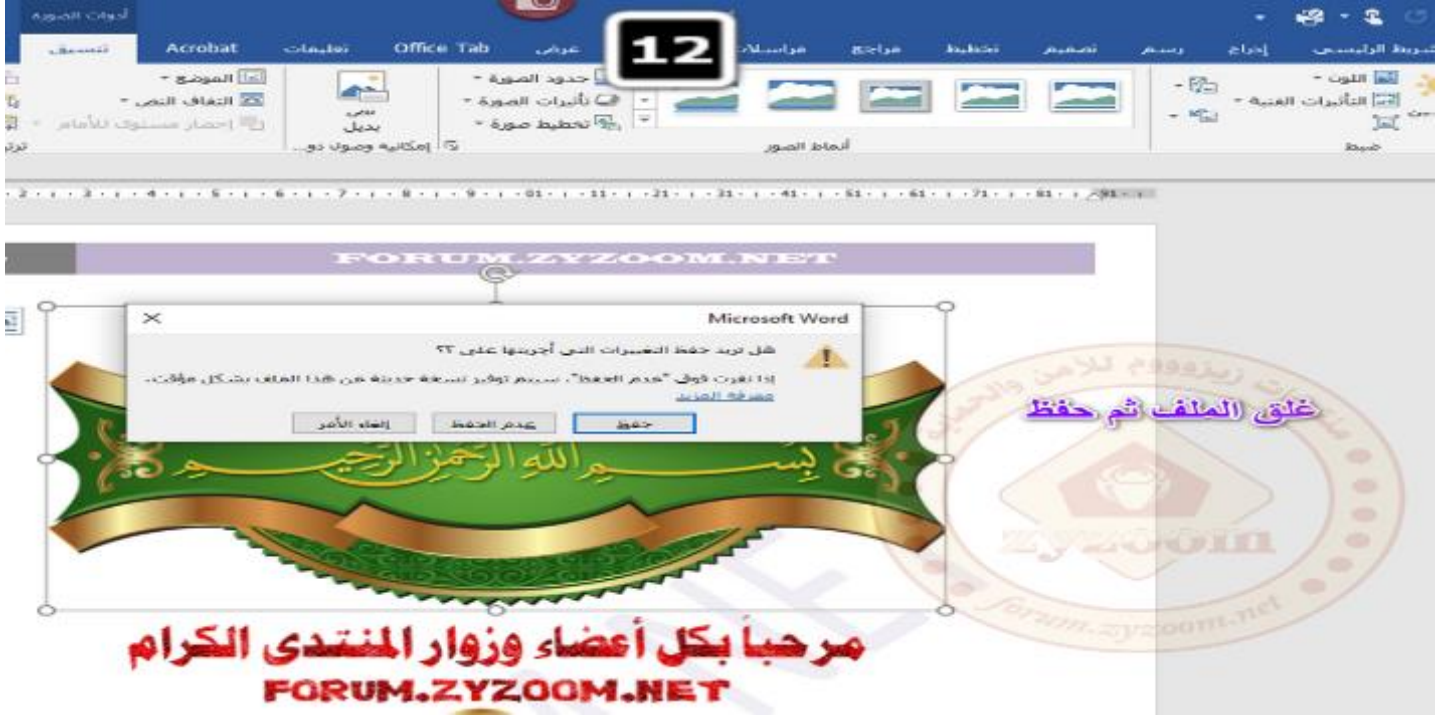 أدوات الصورة
12
الشريط الرئيسي إدراج رسم تصميم تخطيط مراجع مراسلات عرض Office Tab تعليمات Acrobat تنسيق
اللون
التأثيرات الفنية
ضبط
أنماط الصور
حدود الصورة
تأثيرات الصورة
تخطيط صورة
نص
بديل
إمكانية وصول ذو...
الموضع
التفاف النص
إحضار مستوى للأمام
FORUM.ZYZOOM.NET
Microsoft Word
هل تريد حفظ التغييرات التي أجريتها على ؟؟
إذا نقرت فوق "عدم الحفظ"، سيتم توفير نسخة حديثة من هذا الملف بشكل مؤقت.
معرفة المزيد
حفظ عدم الحفظ إلغاء الأمر
غلق الملف ثم حفظ
بسم الله الرحمن الرحيم
zyzoom
forum.zyzoom.net
مرحباً بكل أعضاء وزوار المنتدى الكرام
FORUM.ZYZOOM.NET